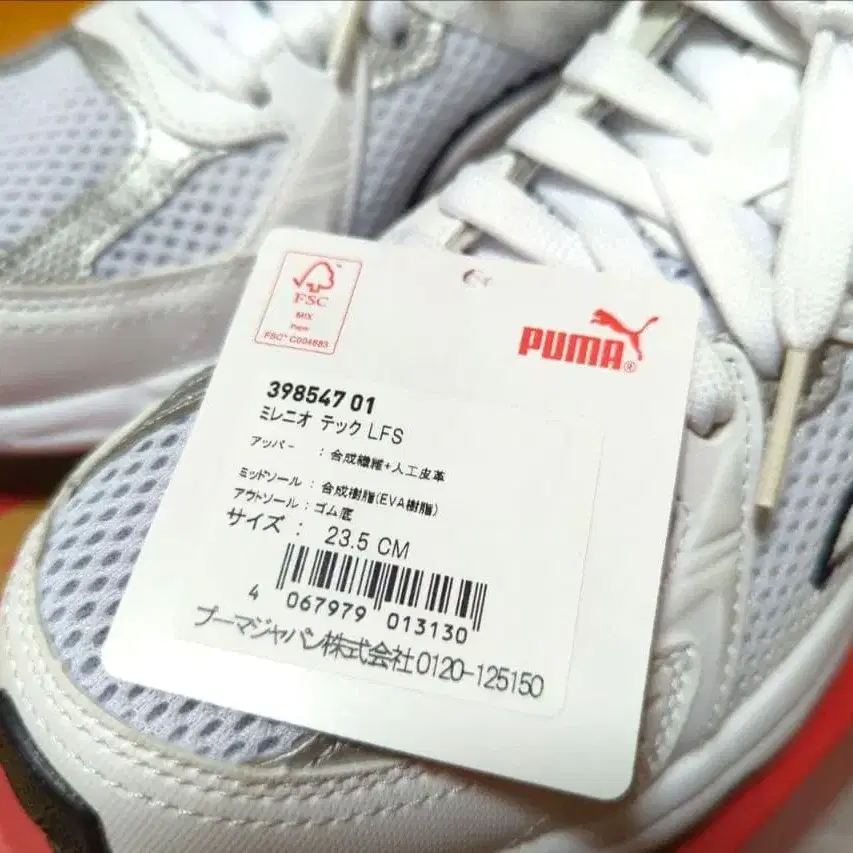 FSC
MIX
Paper
FSC™ C004683
PUMA®
398547 01
ミレニオ テック LFS
アッパー : 合成繊維+人工皮革
ミッドソール : 合成樹脂(EVA樹脂)
アウトソール : ゴム底
サイズ : 23.5 CM
4 067979 013130
プーマジャパン株式会社 0120-125150